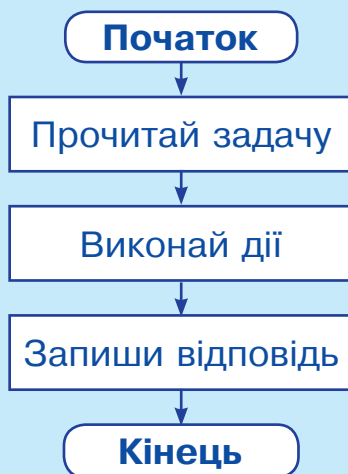 Початок
Прочитай задачу
Виконай дії
Запиши відповідь
Кінець